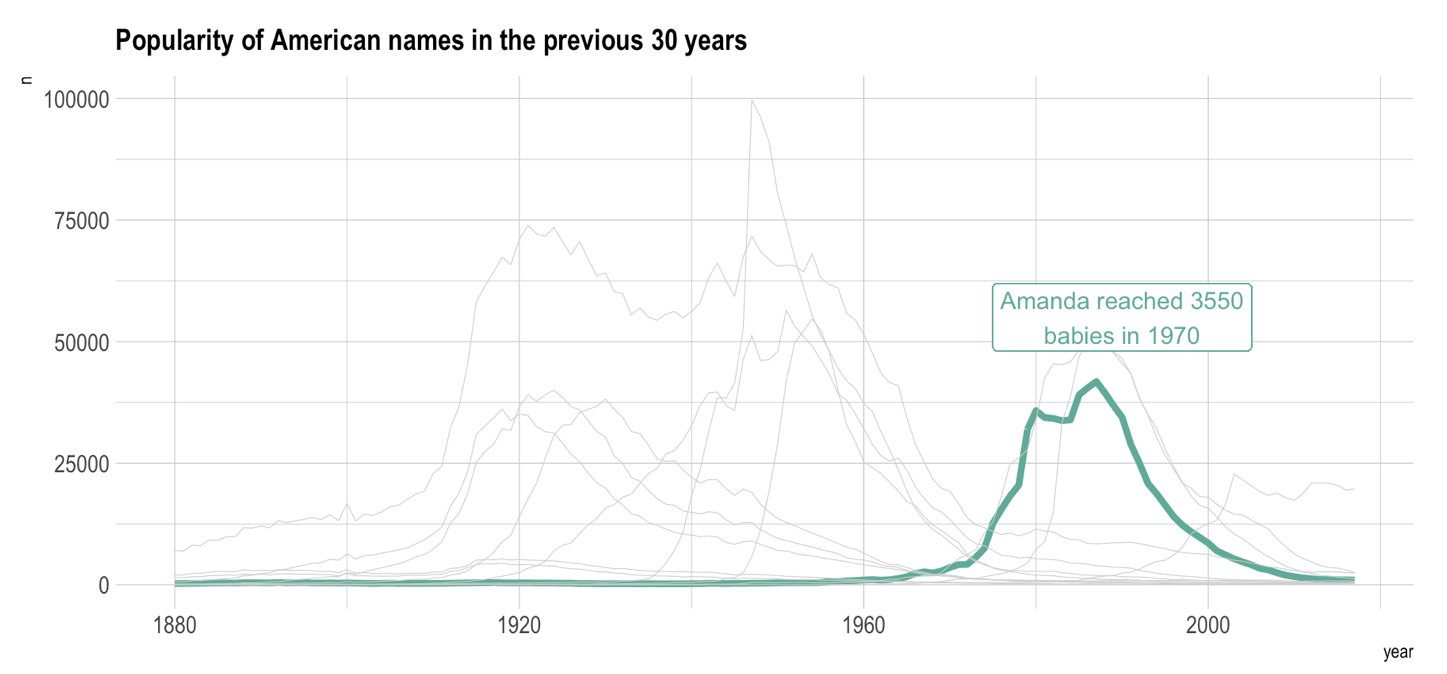 Popularity of American names in the previous 30 years
n
100000
75000
50000
25000
0
Amanda reached 3550
babies in 1970
1880 1920 1960 2000
year